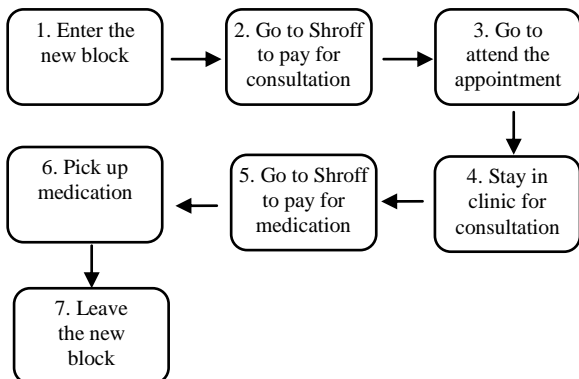 1. Enter the
new block
2. Go to Shroff
to pay for
consultation
3. Go to
attend the
appointment
4. Stay in
clinic for
consultation
5. Go to Shroff
to pay for
medication
6. Pick up
medication
7. Leave
the new
block